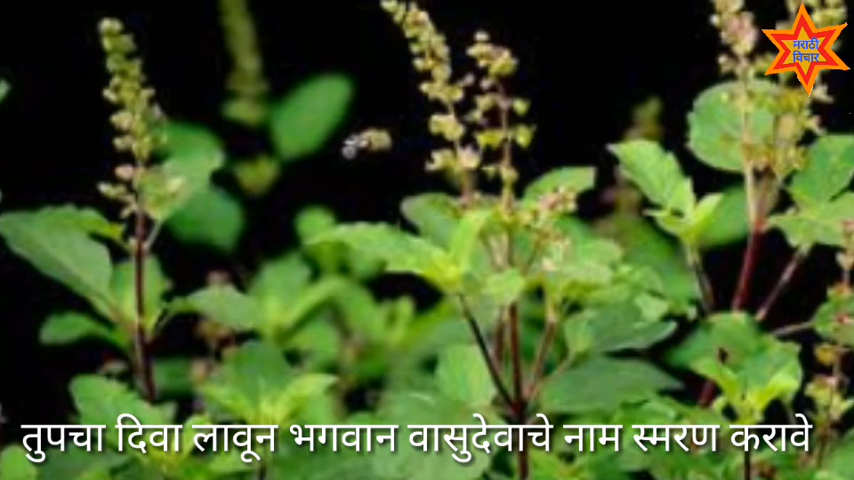 मराठी
विचार
तुपचा दिवा लावून भगवान वासुदेवाचे नाम स्मरण करावे